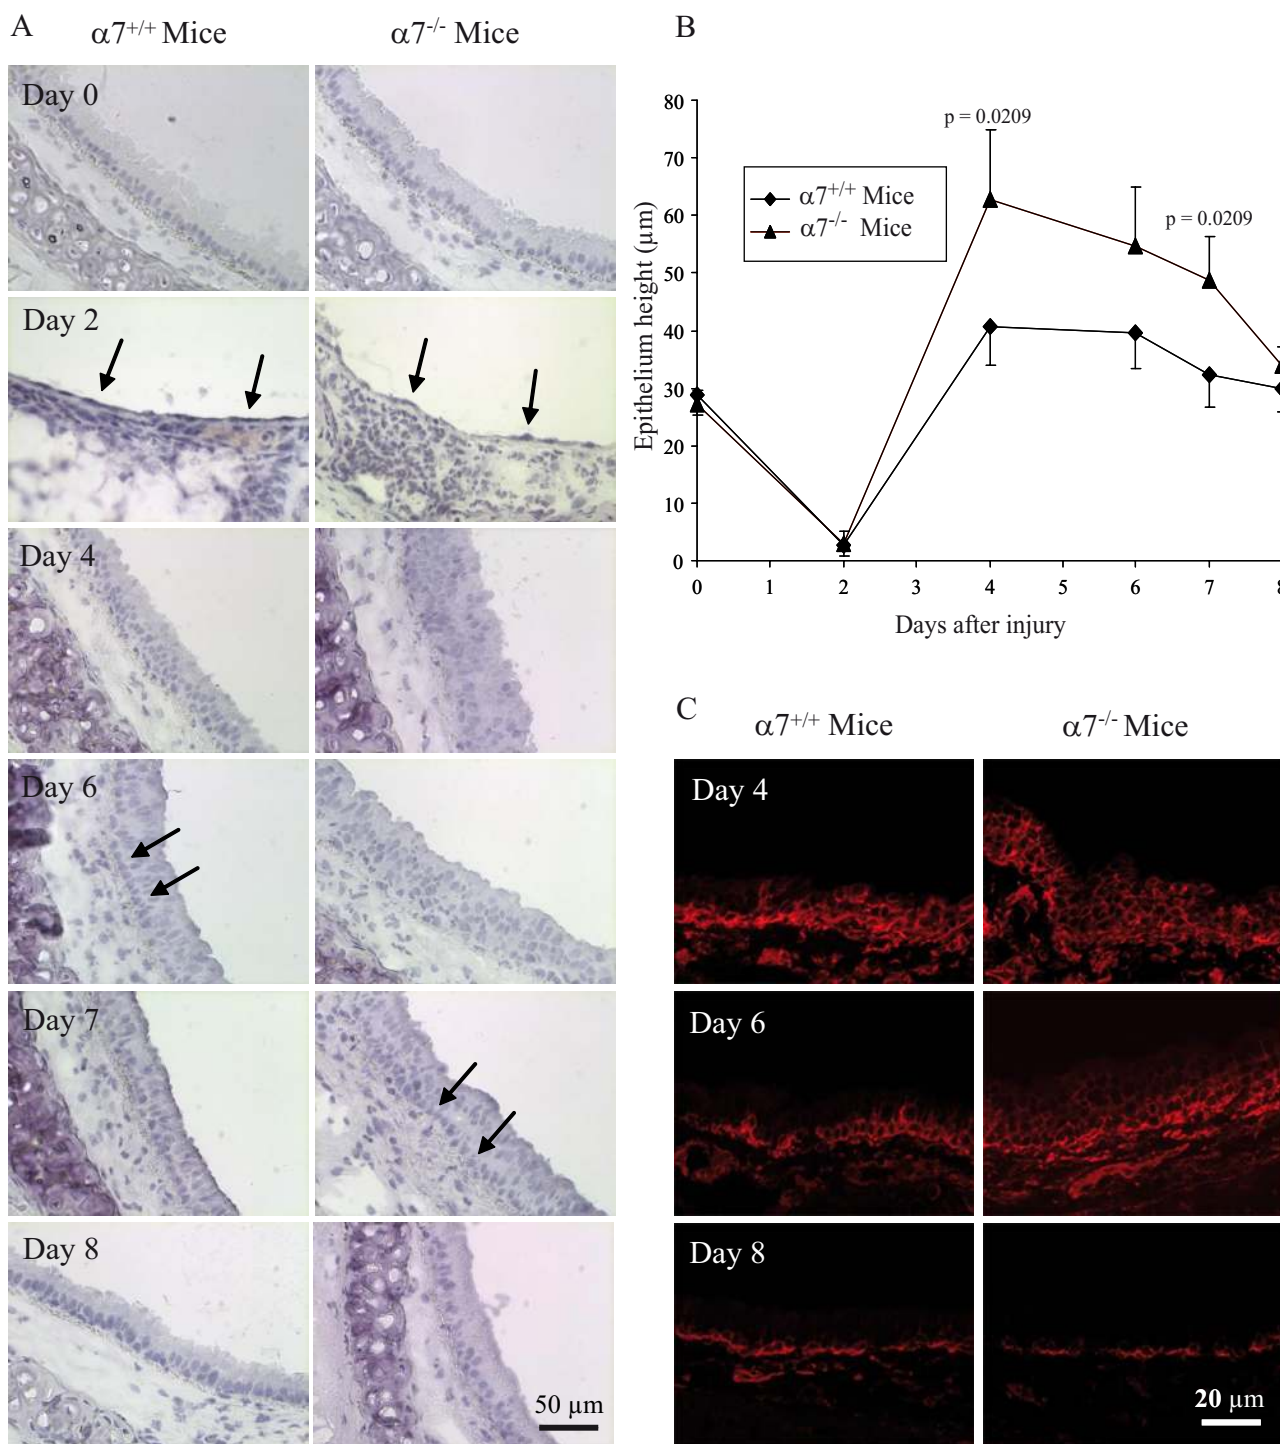 A
α7+/+ Mice
α7-/- Mice
Day 0
Day 2
Day 4
Day 6
Day 7
Day 8
50 µm
B
80
70
60
50
40
30
20
10
0
Epithelium height (µm)
p = 0.0209
p = 0.0209
α7+/+ Mice
α7-/- Mice
0 1 2 3 4 5 6 7 8
Days after injury
C
α7+/+ Mice
α7-/- Mice
Day 4
Day 6
Day 8
20 µm